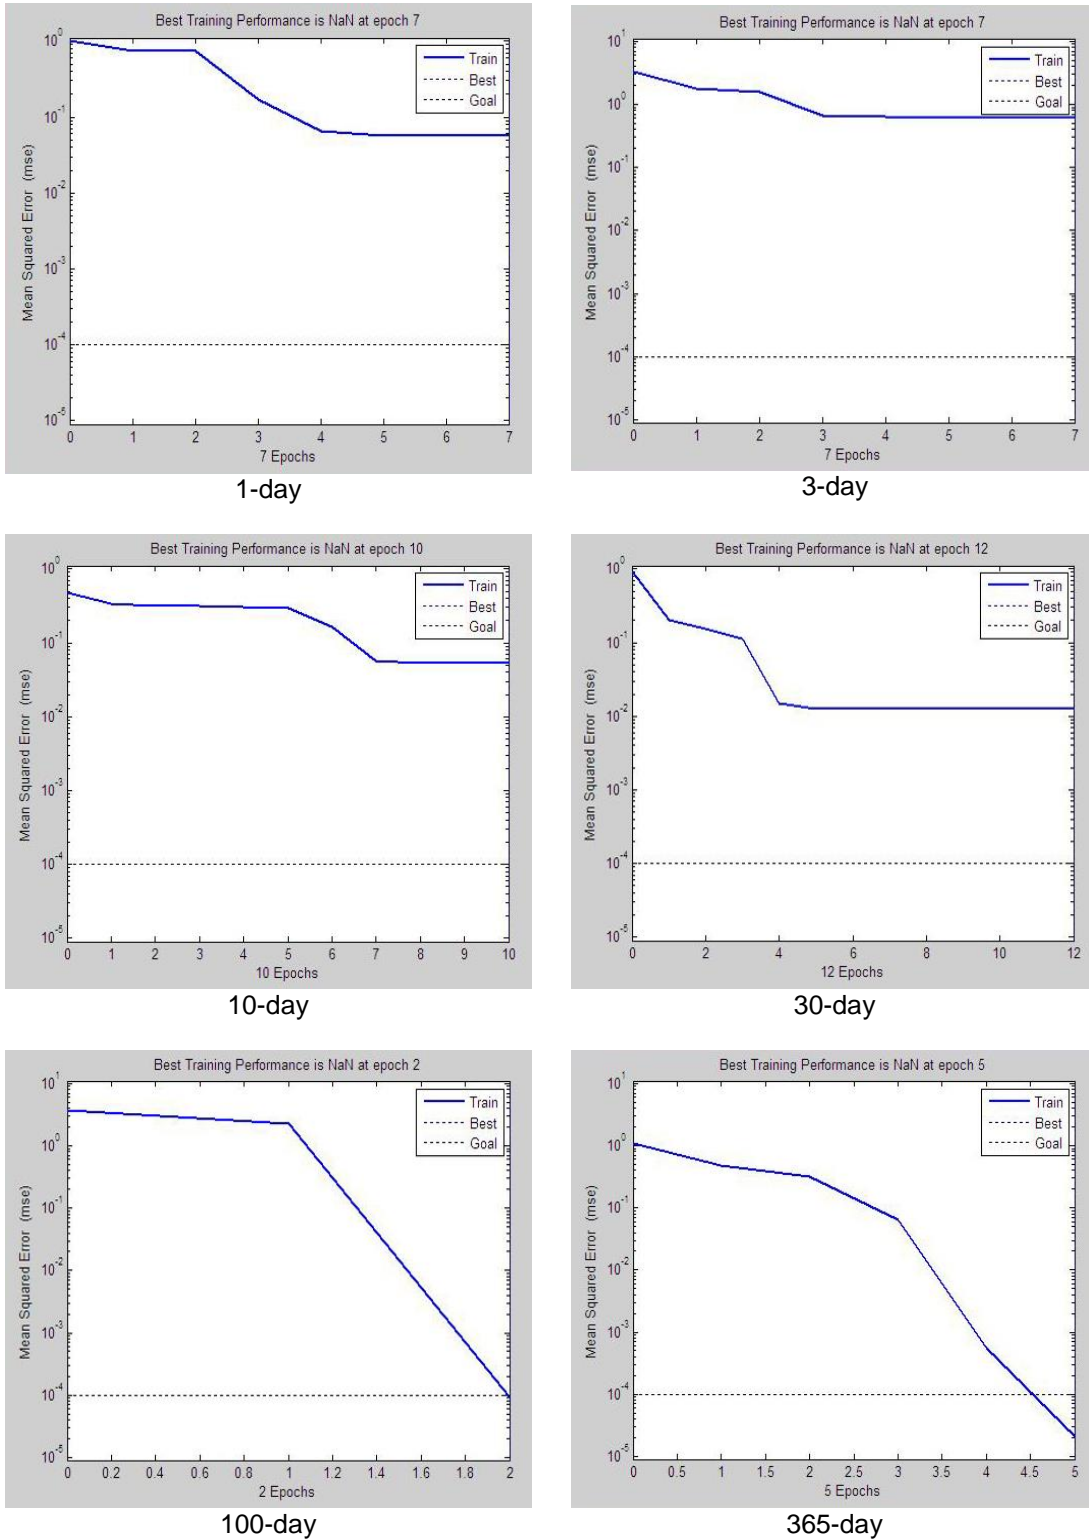 Best Training Performance is NaN at epoch 7
Mean Squared Error (mse)
10^0
10^-1
10^-2
10^-3
10^-4
10^-5
Train
Best
Goal
0 1 2 3 4 5 6 7
7 Epochs
1-day
Best Training Performance is NaN at epoch 7
Mean Squared Error (mse)
10^1
10^0
10^-1
10^-2
10^-3
10^-4
10^-5
Train
Best
Goal
0 1 2 3 4 5 6 7
7 Epochs
3-day
Best Training Performance is NaN at epoch 10
Mean Squared Error (mse)
10^0
10^-1
10^-2
10^-3
10^-4
10^-5
Train
Best
Goal
0 1 2 3 4 5 6 7 8 9 10
10 Epochs
10-day
Best Training Performance is NaN at epoch 12
Mean Squared Error (mse)
10^0
10^-1
10^-2
10^-3
10^-4
10^-5
Train
Best
Goal
0 2 4 6 8 10 12
12 Epochs
30-day
Best Training Performance is NaN at epoch 2
Mean Squared Error (mse)
10^1
10^0
10^-1
10^-2
10^-3
10^-4
10^-5
Train
Best
Goal
0 0.2 0.4 0.6 0.8 1 1.2 1.4 1.6 1.8 2
2 Epochs
100-day
Best Training Performance is NaN at epoch 5
Mean Squared Error (mse)
10^1
10^0
10^-1
10^-2
10^-3
10^-4
10^-5
Train
Best
Goal
0 0.5 1 1.5 2 2.5 3 3.5 4 4.5 5
5 Epochs
365-day